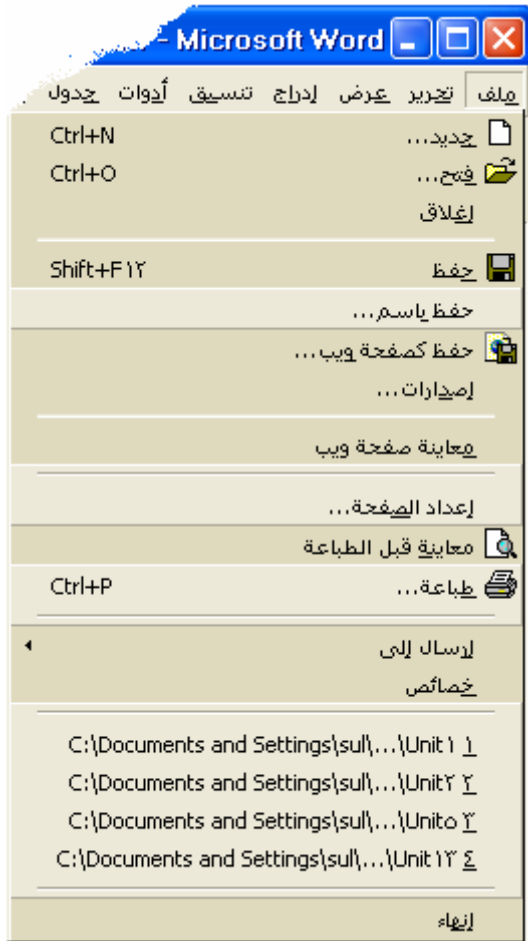 - Microsoft Word
ملف تحرير عرض إدراج تنسيق أدوات جدول
جديد... Ctrl+N
فتح... Ctrl+O
إغلاق
حفظ Shift+F١٢
حفظ باسم...
حفظ كصفحة ويب...
إصدارات...
معاينة صفحة ويب
إعداد الصفحة...
معاينة قبل الطباعة
طباعة... Ctrl+P
إرسال إلى
خصائص
١ C:\Documents and Settings\sul\...\Unit١
٢ C:\Documents and Settings\sul\...\Unit٢
٣ C:\Documents and Settings\sul\...\Unit٥
٤ C:\Documents and Settings\sul\...\Unit١٣
إنهاء